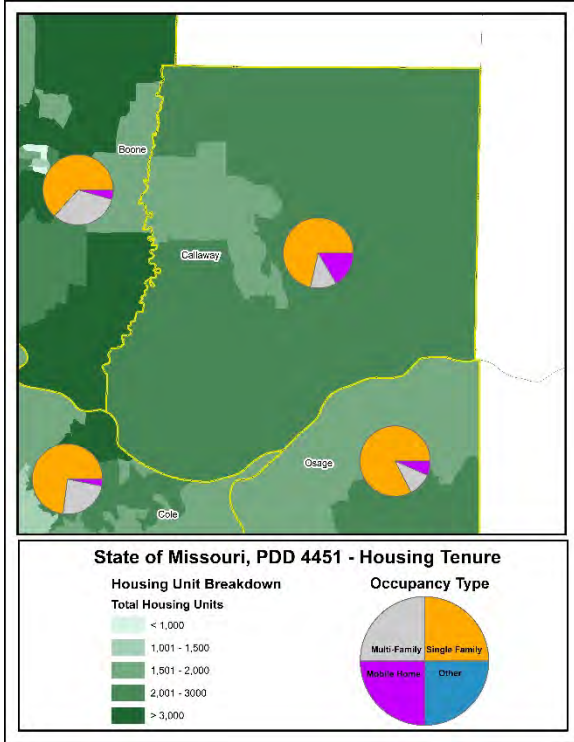 Boone
Callaway
Osage
Cole
State of Missouri, PDD 4451 - Housing Tenure
Housing Unit Breakdown
Total Housing Units
< 1,000
1,001 - 1,500
1,501 - 2,000
2,001 - 3000
> 3,000
Occupancy Type
Multi-Family
Single Family
Mobile Home
Other